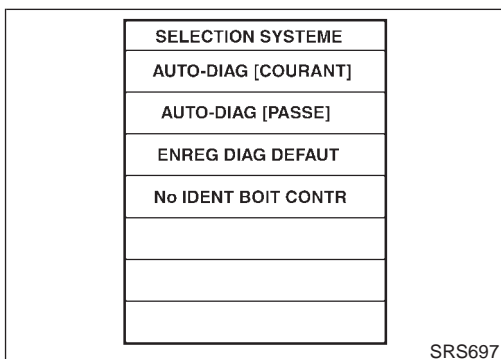 SELECTION SYSTEME
AUTO-DIAG [COURANT]
AUTO-DIAG [PASSE]
ENREG DIAG DEFAUT
No IDENT BOIT CONTR
SRS697